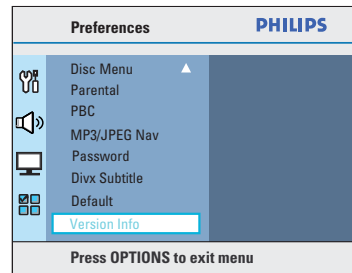 Preferences
PHILIPS
Disc Menu
Parental
PBC
MP3/JPEG Nav
Password
Divx Subtitle
Default
Version Info
Press OPTIONS to exit menu